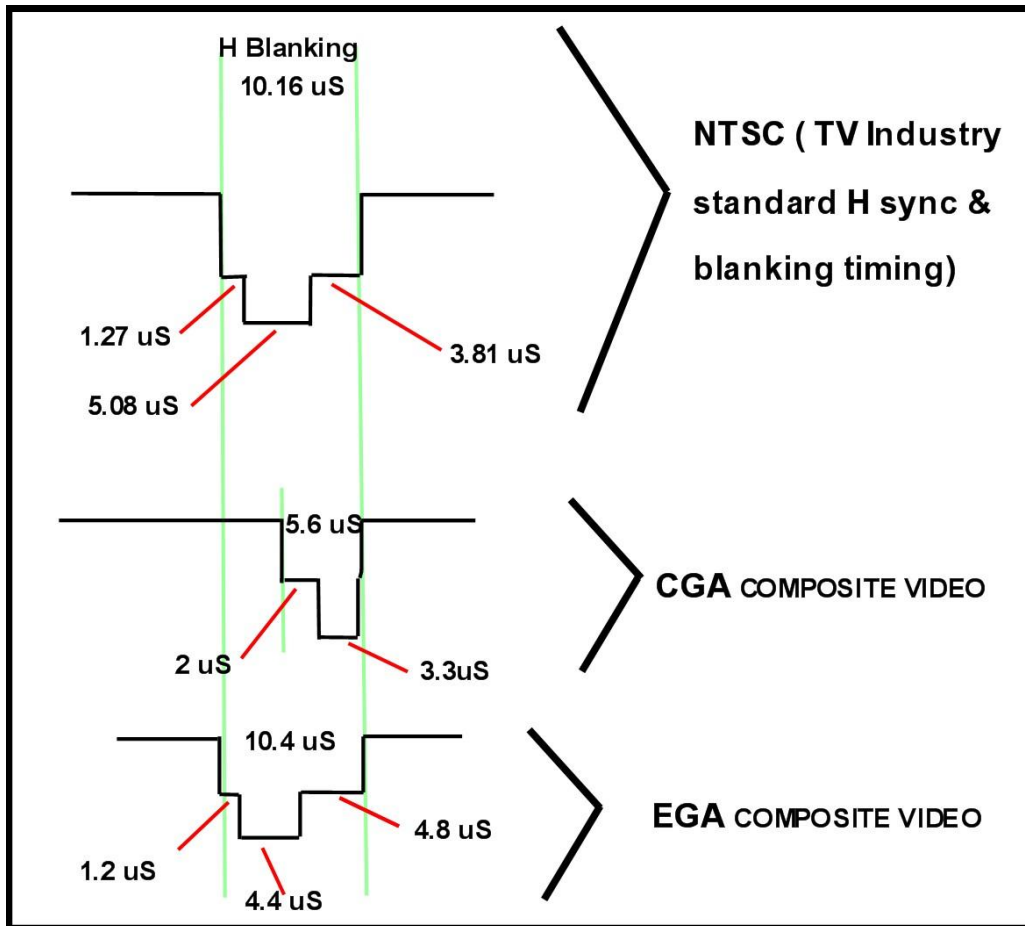 H Blanking
10.16 uS
NTSC ( TV Industry
standard H sync &
blanking timing)
1.27 uS
3.81 uS
5.08 uS
5.6 uS
CGA COMPOSITE VIDEO
2 uS
3.3uS
10.4 uS
EGA COMPOSITE VIDEO
4.8 uS
1.2 uS
4.4 uS